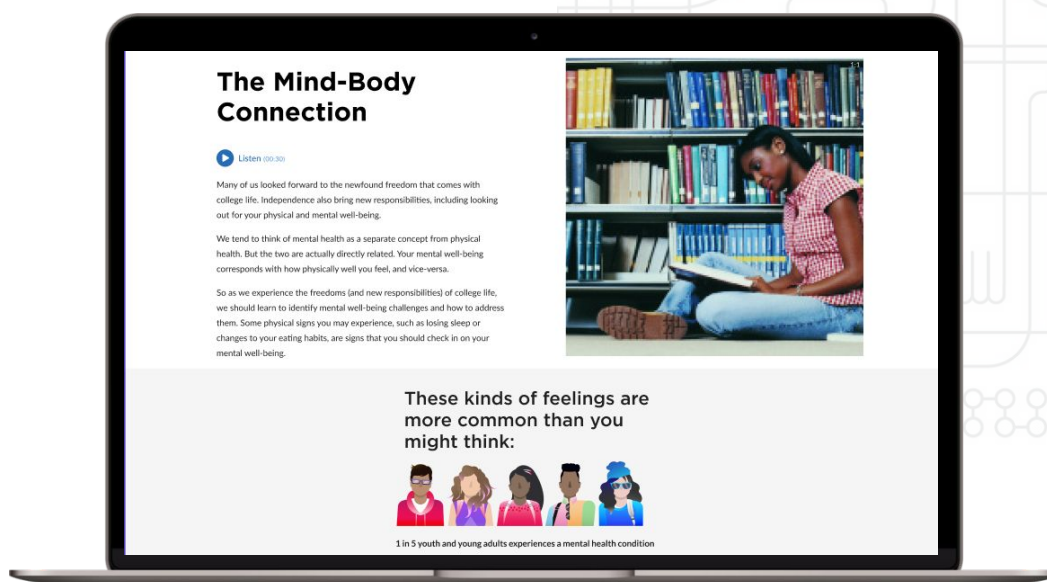 The Mind-Body
Connection
Listen (00:30)
Many of us looked forward to the newfound freedom that comes with
college life. Independence also bring new responsibilities, including looking
out for your physical and mental well-being.
We tend to think of mental health as a separate concept from physical
health. But the two are actually directly related. Your mental well-being
corresponds with how physically well you feel, and vice-versa.
So as we experience the freedoms (and new responsibilities) of college life,
we should learn to identify mental well-being challenges and how to address
them. Some physical signs you may experience, such as losing sleep or
changes to your eating habits, are signs that you should check in on your
mental well-being.
These kinds of feelings are
more common than you
might think:
1 in 5 youth and young adults experiences a mental health condition